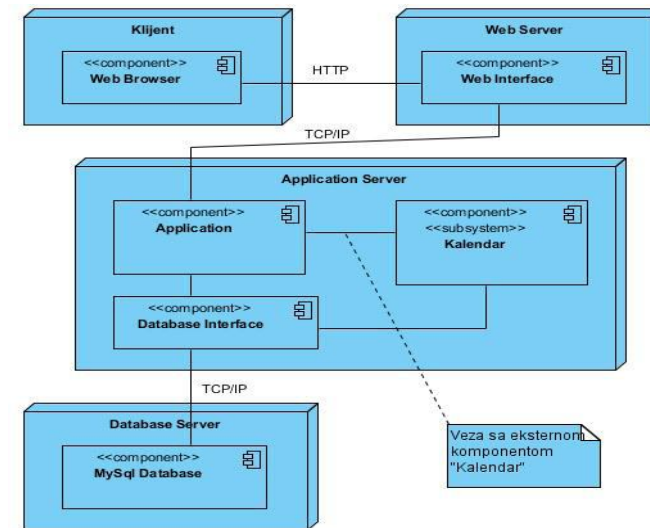 Klijent
<<component>>
Web Browser
HTTP
Web Server
<<component>>
Web Interface
TCP/IP
Application Server
<<component>>
Application
<<component>>
<<subsystem>>
Kalendar
<<component>>
Database Interface
TCP/IP
Database Server
<<component>>
MySql Database
Veza sa eksternom
komponentom
"Kalendar"